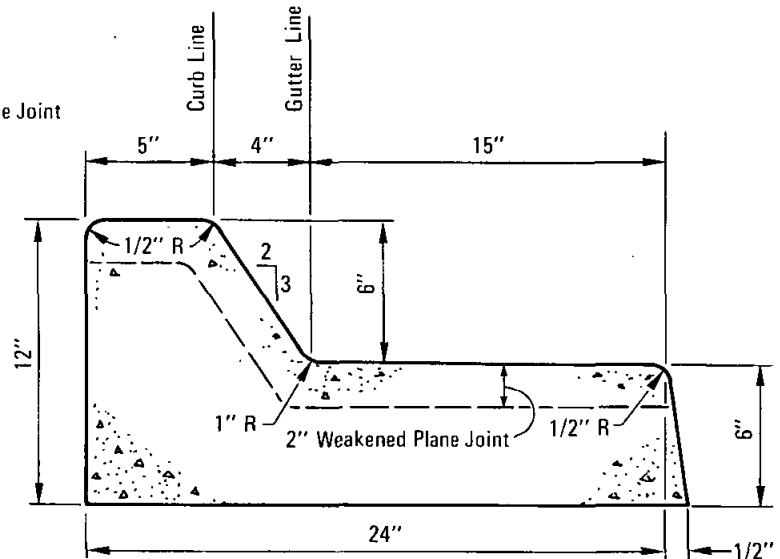 Curb Line
Gutter Line
e Joint
5″ 4″ 15″
1/2″ R
2
3
6″
12″
1″ R
2″ Weakened Plane Joint
1/2″ R
6″
24″
1/2″